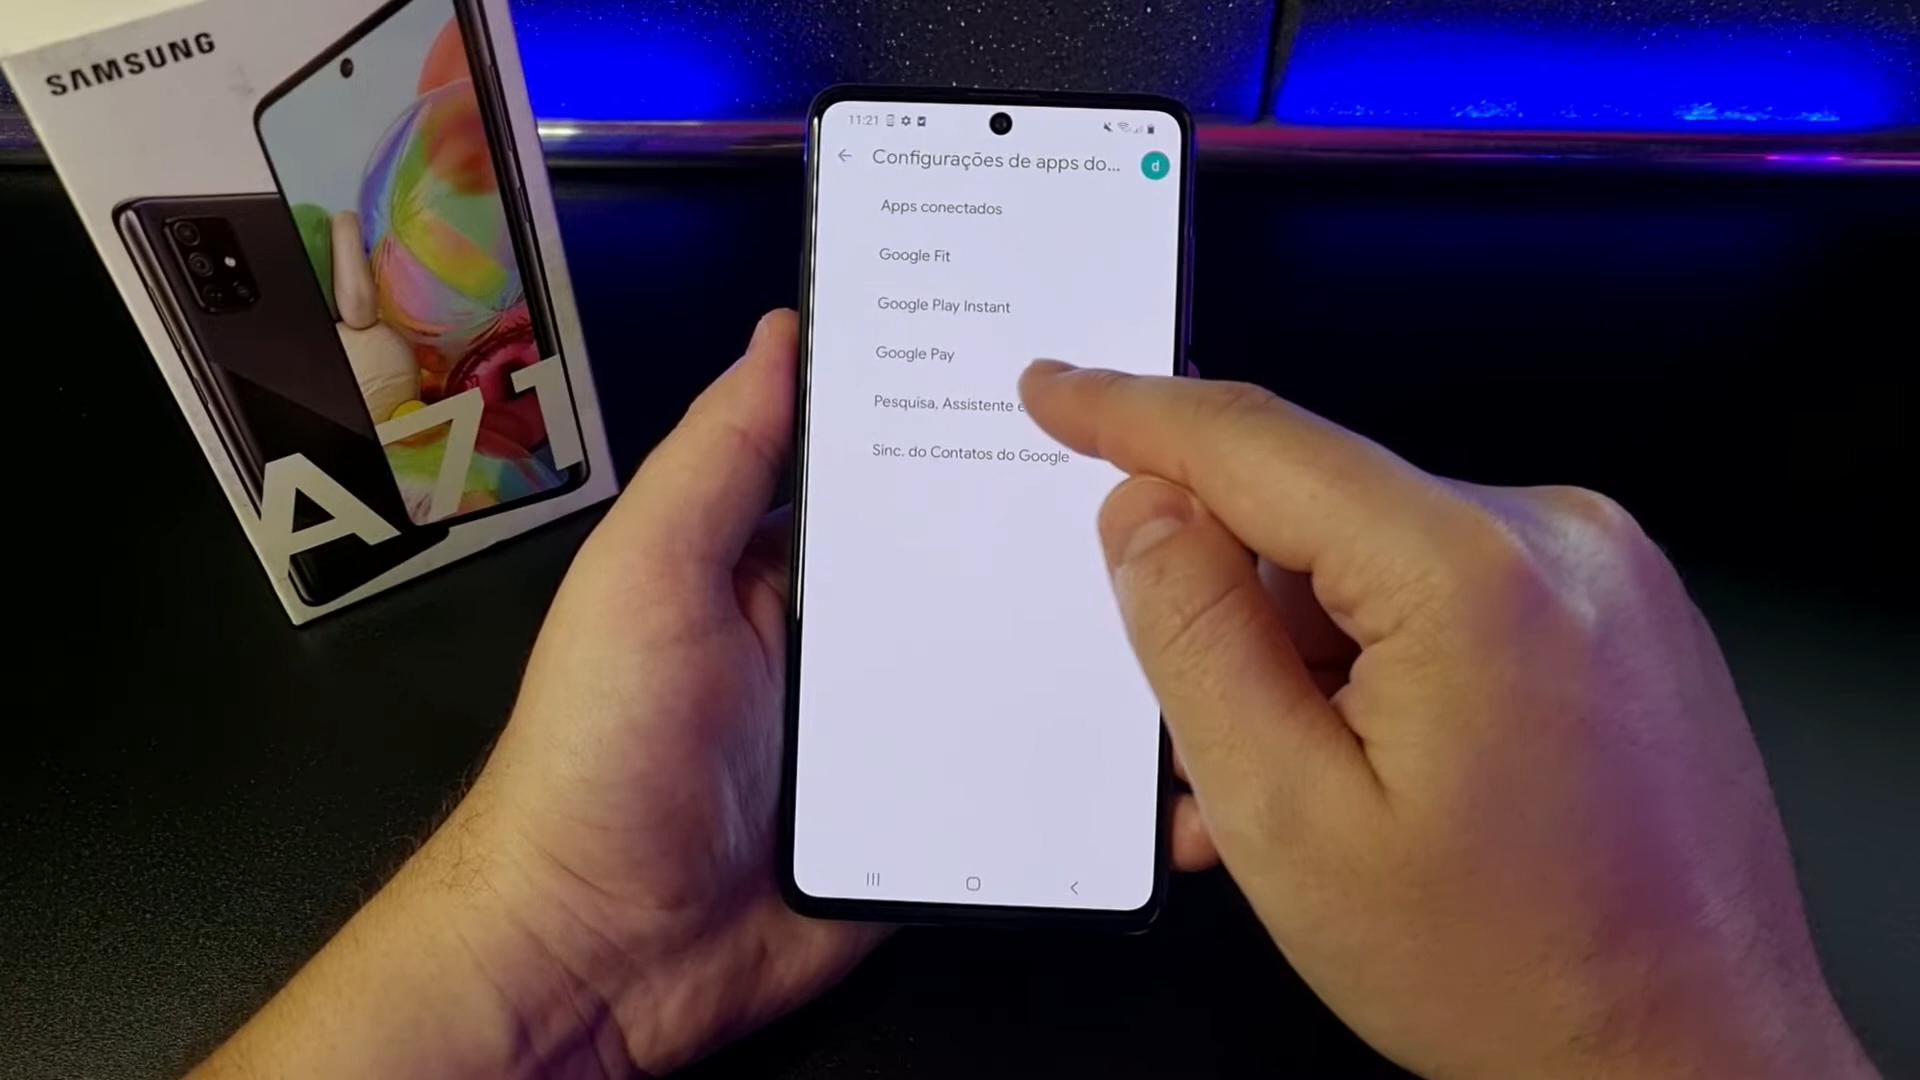 SAMSUNG
A71
11:21
Configurações de apps do...
d
Apps conectados
Google Fit
Google Play Instant
Google Pay
Pesquisa, Assistente
Sinc. do Contatos do Google